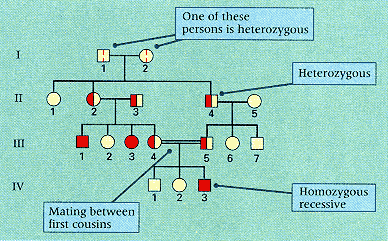 One of these
persons is heterozygous
I
1
2
Heterozygous
II
1
2
3
4
5
III
1
2
3
4
5
6
7
IV
1
2
3
Homozygous
recessive
Mating between
first cousins